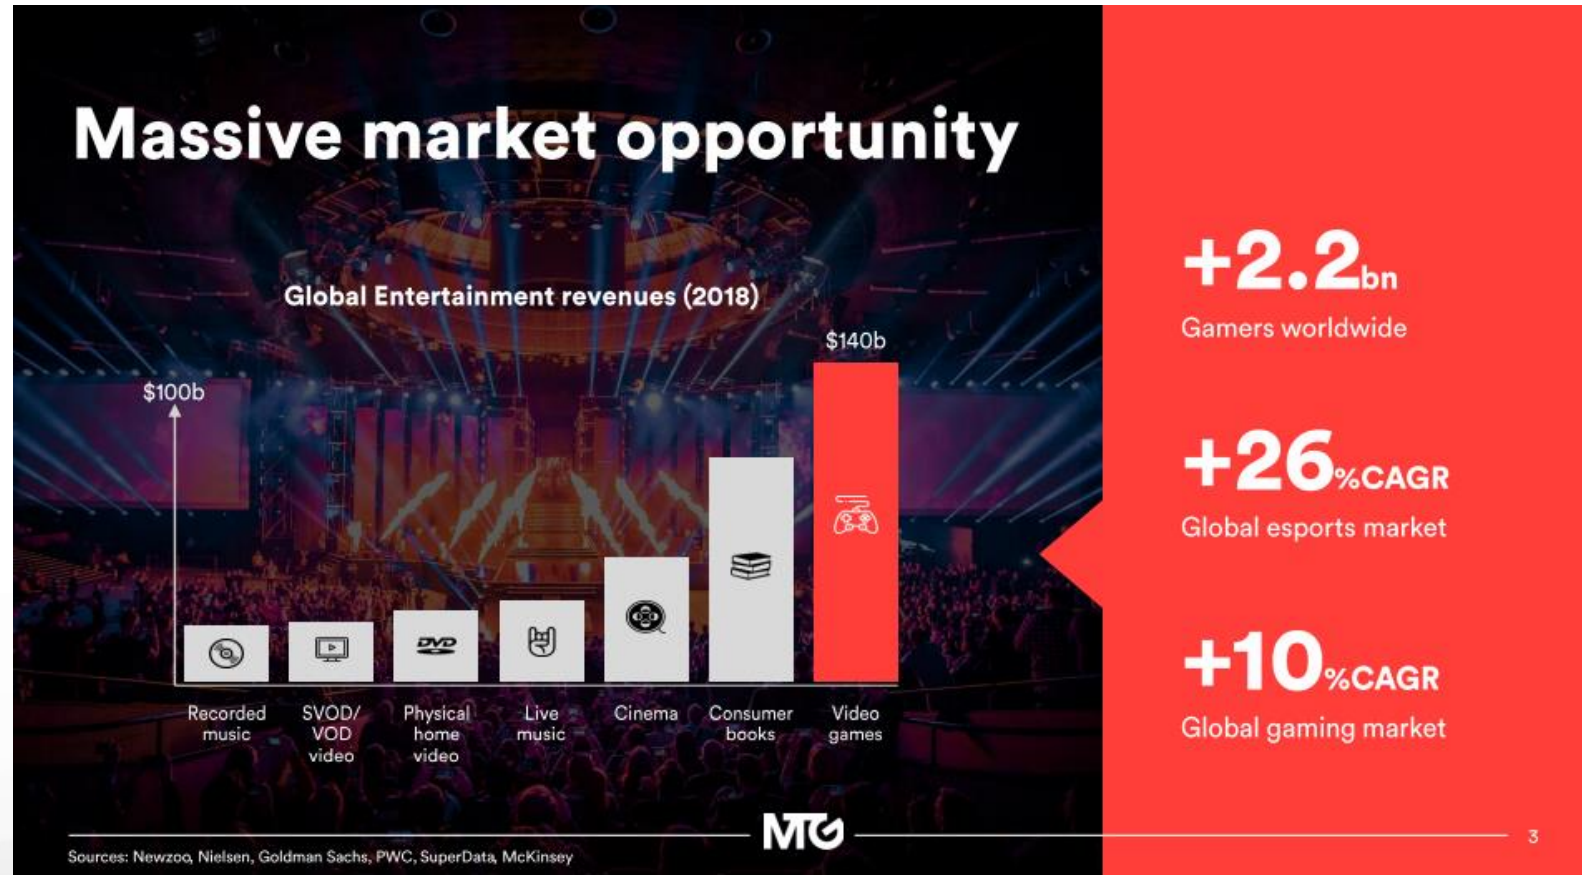 Massive market opportunity
Global Entertainment revenues (2018)
$140b
$100b
DVD
Recorded
music
SVOD/
VOD
video
Physical
home
video
Live
music
Cinema
Consumer
books
Video
games
+2.2bn
Gamers worldwide
+26%CAGR
Global esports market
+10%CAGR
Global gaming market
MTG
3
Sources: Newzoo, Nielsen, Goldman Sachs, PWC, SuperData, McKinsey